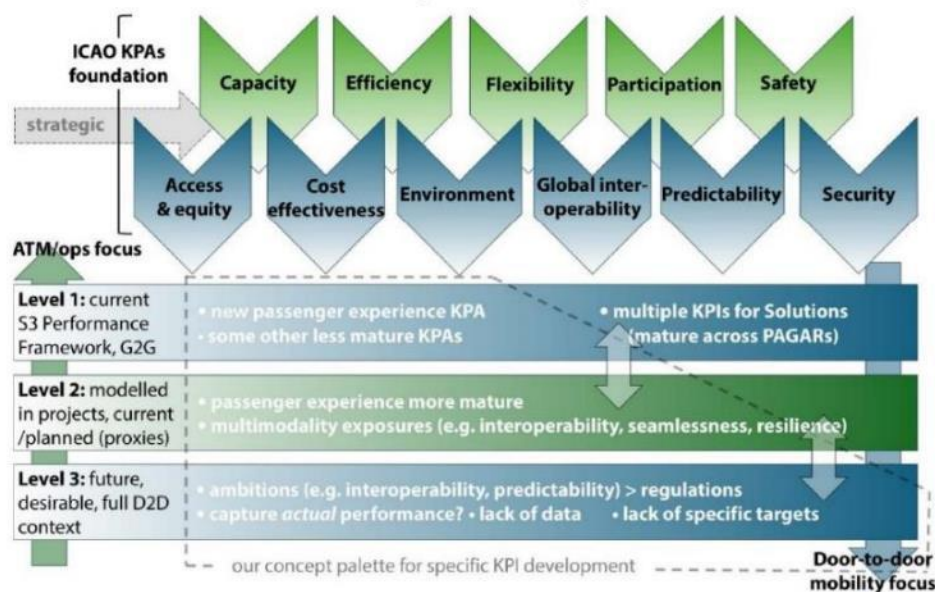 ICAO KPAs
foundation
strategic
Capacity
Efficiency
Flexibility
Participation
Safety
Access
& equity
Cost
effectiveness
Environment
Global inter-
operability
Predictability
Security
ATM/ops focus
Level 1: current
S3 Performance
Framework, G2G
• new passenger experience KPA
• some other less mature KPAs
• multiple KPIs for Solutions
(mature across PAGARs)
Level 2: modelled
in projects, current
/planned (proxies)
• passenger experience more mature
• multimodality exposures (e.g. interoperability, seamlessness, resilience)
Level 3: future,
desirable, full D2D
context
• ambitions (e.g. interoperability, predictability) > regulations
• capture actual performance? • lack of data • lack of specific targets
our concept palette for specific KPI development
Door-to-door
mobility focus